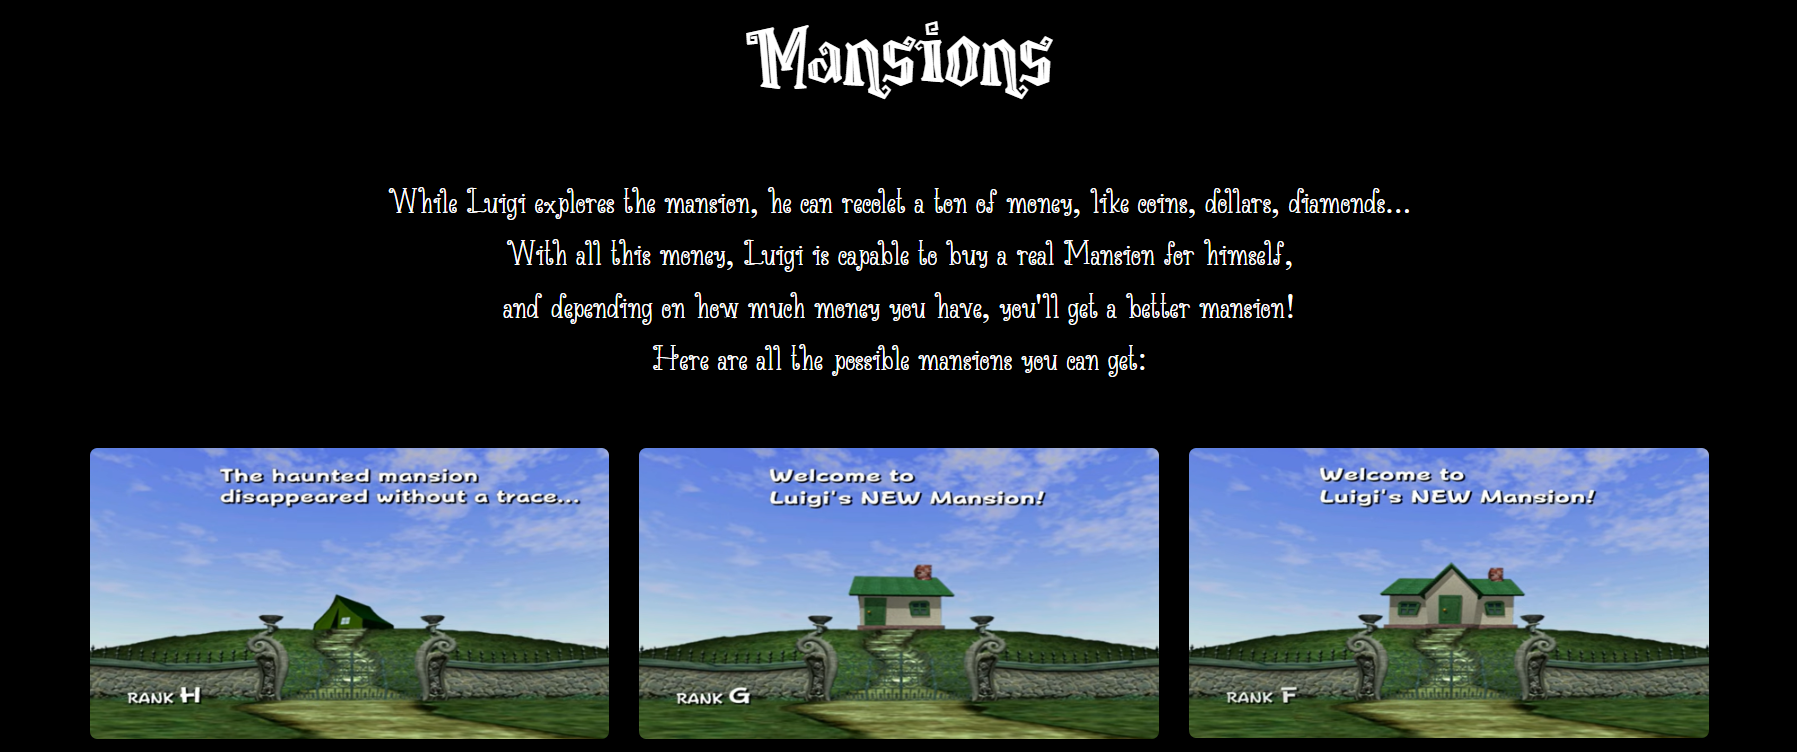 Mansions
While Luigi explores the mansion, he can recolet a ton of money, like coins, dollars, diamonds...
With all this money, Luigi is capable to buy a real Mansion for himself,
and depending on how much money you have, you'll get a better mansion!
Here are all the possible mansions you can get:
The haunted mansion
disappeared without a trace...
RANK H
Welcome to
Luigi's NEW Mansion!
RANK G
Welcome to
Luigi's NEW Mansion!
RANK F